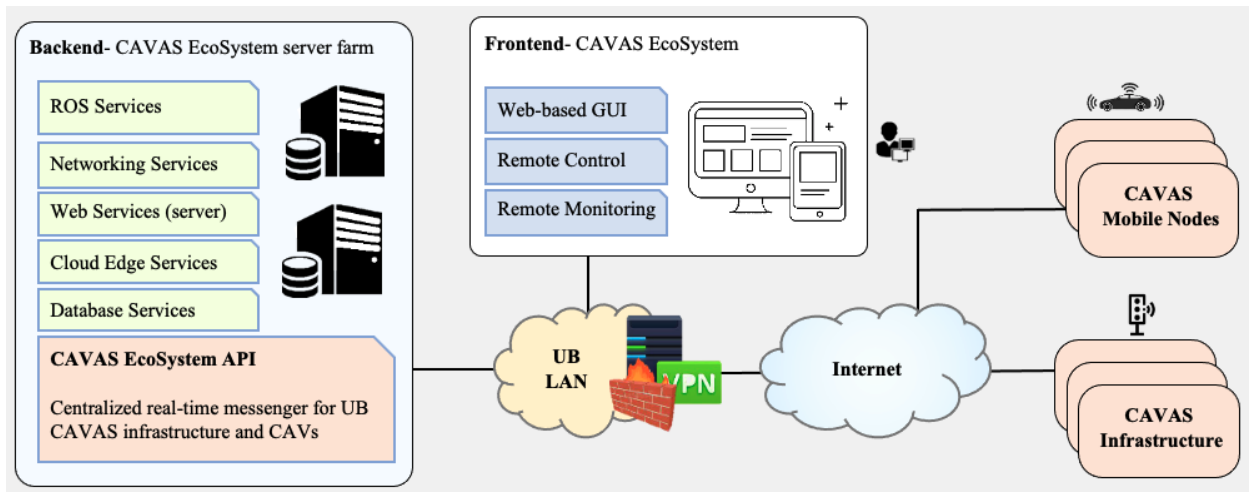 Backend- CAVAS EcoSystem server farm
ROS Services
Networking Services
Web Services (server)
Cloud Edge Services
Database Services
CAVAS EcoSystem API
Centralized real-time messenger for UB
CAVAS infrastructure and CAVs
Frontend- CAVAS EcoSystem
Web-based GUI
Remote Control
Remote Monitoring
UB
LAN
VPN
Internet
CAVAS
Mobile Nodes
CAVAS
Infrastructure